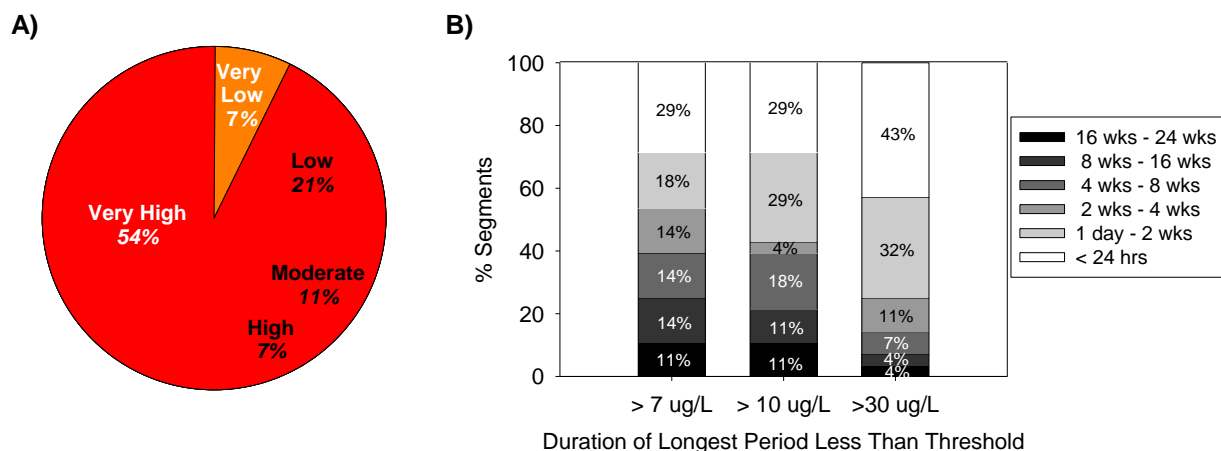 A)
Very
Low
7%
Low
21%
Very High
54%
Moderate
11%
High
7%
B)
% Segments
100
80
60
40
20
0
29%
18%
14%
14%
14%
11%
29%
29%
4%
18%
11%
11%
43%
32%
11%
7%
4%
4%
> 7 ug/L
> 10 ug/L
>30 ug/L
Duration of Longest Period Less Than Threshold
16 wks - 24 wks
8 wks - 16 wks
4 wks - 8 wks
2 wks - 4 wks
1 day - 2 wks
< 24 hrs